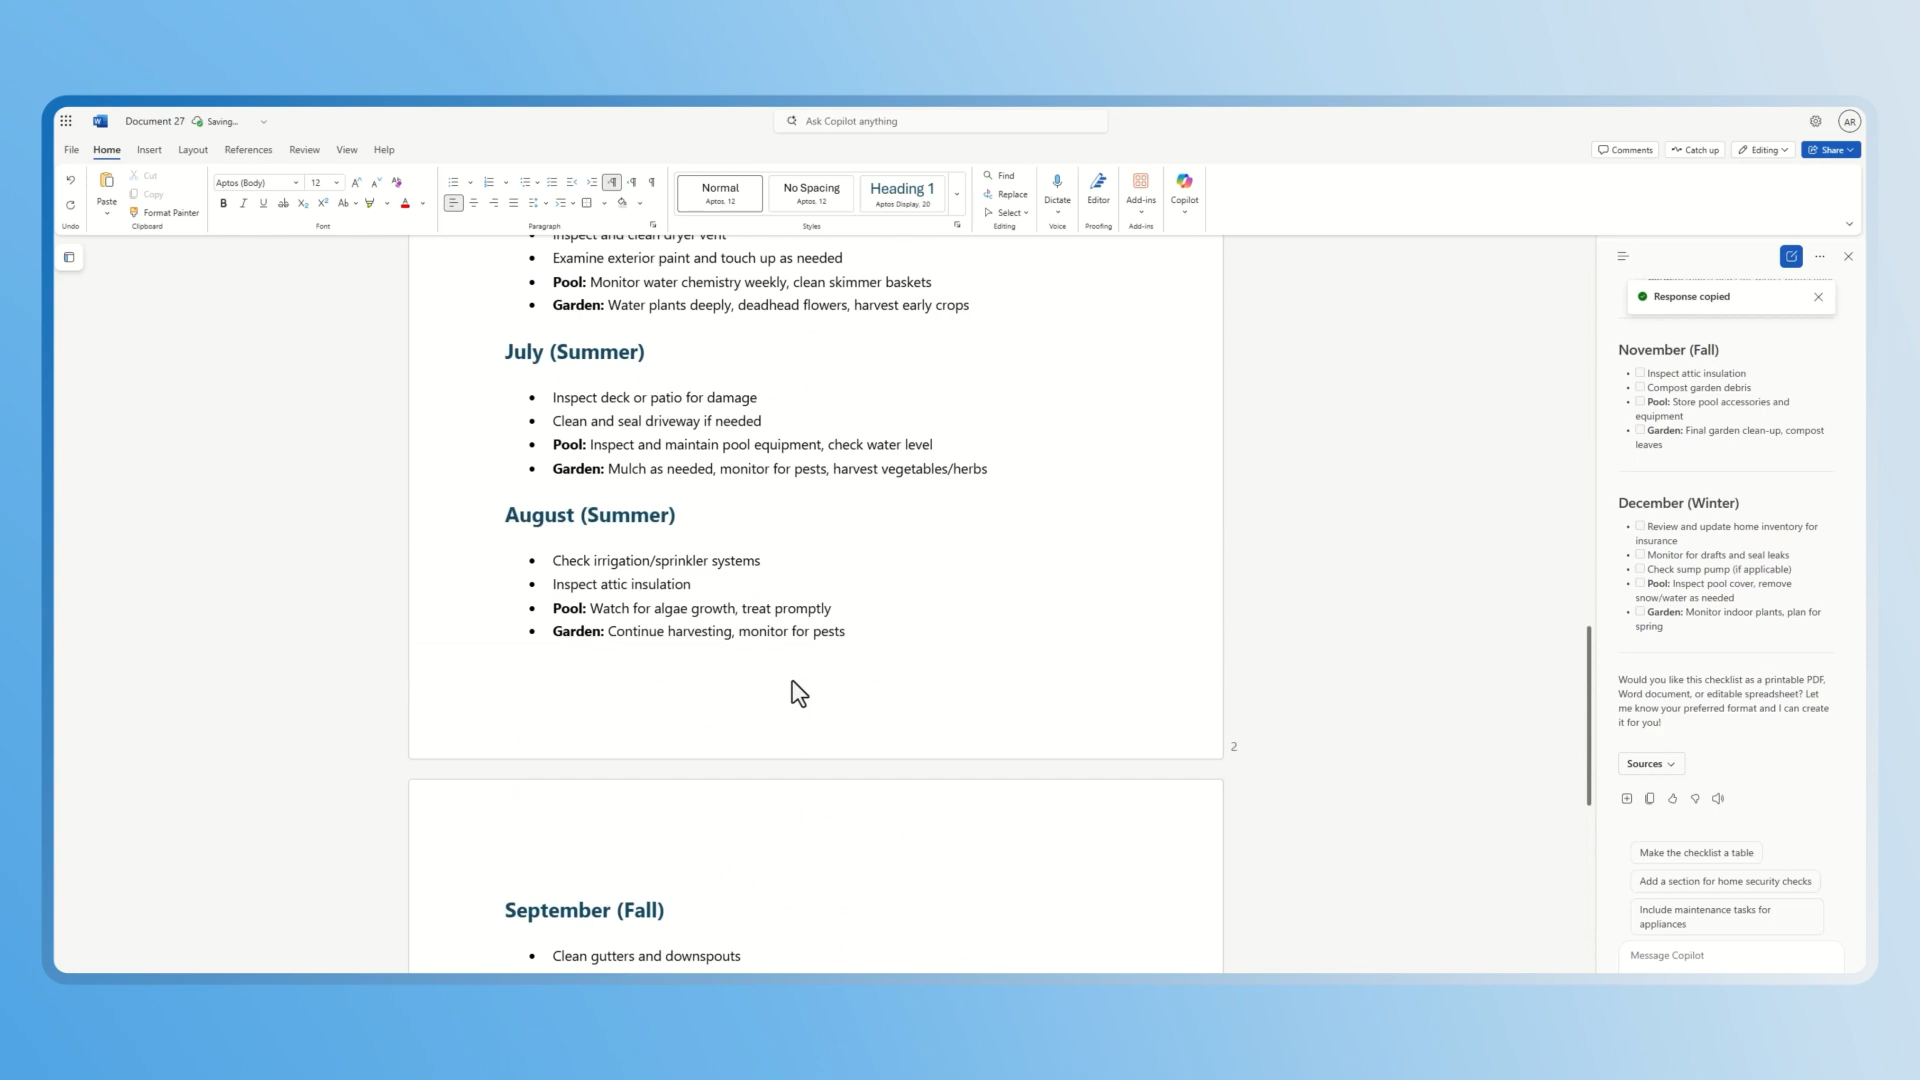 Document 27 Saving...
Ask Copilot anything
AR
File Home Insert Layout References Review View Help
Comments Catch up Editing Share
Paste
Cut
Copy
Format Painter
Aptos (Body) 12
Normal
Aptos, 12
No Spacing
Aptos, 12
Heading 1
Aptos Display, 20
Find
Replace
Select
Dictate
Editor
Add-ins
Copilot
Undo Clipboard Font Paragraph Styles Editing Voice Proofing Add-ins
Inspect and clean dryer vent
Examine exterior paint and touch up as needed
Pool: Monitor water chemistry weekly, clean skimmer baskets
Garden: Water plants deeply, deadhead flowers, harvest early crops
July (Summer)
Inspect deck or patio for damage
Clean and seal driveway if needed
Pool: Inspect and maintain pool equipment, check water level
Garden: Mulch as needed, monitor for pests, harvest vegetables/herbs
August (Summer)
Check irrigation/sprinkler systems
Inspect attic insulation
Pool: Watch for algae growth, treat promptly
Garden: Continue harvesting, monitor for pests
2
September (Fall)
Clean gutters and downspouts
Response copied
November (Fall)
Inspect attic insulation
Compost garden debris
Pool: Store pool accessories and
equipment
Garden: Final garden clean-up, compost
leaves
December (Winter)
Review and update home inventory for
insurance
Monitor for drafts and seal leaks
Check sump pump (if applicable)
Pool: Inspect pool cover, remove
snow/water as needed
Garden: Monitor indoor plants, plan for
spring
Would you like this checklist as a printable PDF,
Word document, or editable spreadsheet? Let
me know your preferred format and I can create
it for you!
Sources
Make the checklist a table
Add a section for home security checks
Include maintenance tasks for
appliances
Message Copilot